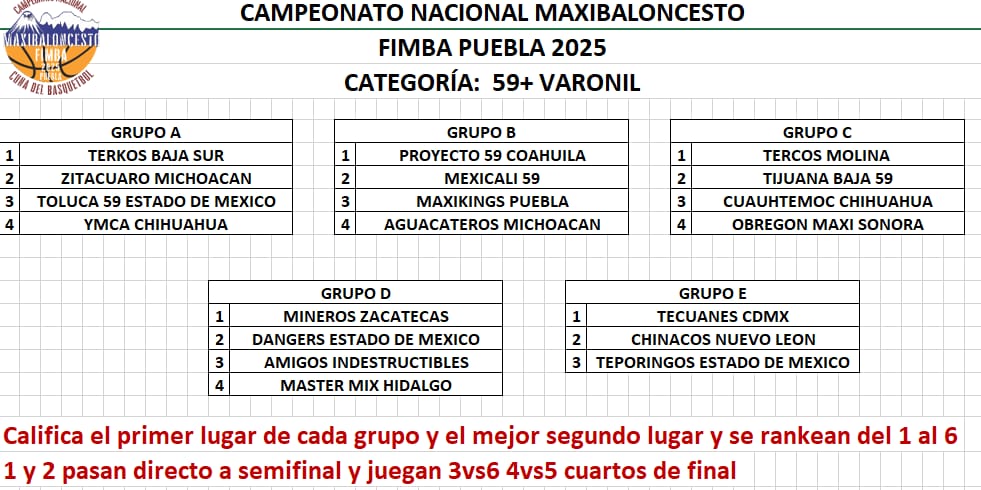 CAMPEONATO NACIONAL
MAXIBALONCESTO
FIMBA
2025
PUEBLA
CUNA DEL BASQUETBOL
CAMPEONATO NACIONAL MAXIBALONCESTO
FIMBA PUEBLA 2025
CATEGORÍA: 59+ VARONIL
GRUPO A
1 TERKOS BAJA SUR
2 ZITACUARO MICHOACAN
3 TOLUCA 59 ESTADO DE MEXICO
4 YMCA CHIHUAHUA
GRUPO B
1 PROYECTO 59 COAHUILA
2 MEXICALI 59
3 MAXIKINGS PUEBLA
4 AGUACATEROS MICHOACAN
GRUPO C
1 TERCOS MOLINA
2 TIJUANA BAJA 59
3 CUAUHTEMOC CHIHUAHUA
4 OBREGON MAXI SONORA
GRUPO D
1 MINEROS ZACATECAS
2 DANGERS ESTADO DE MEXICO
3 AMIGOS INDESTRUCTIBLES
4 MASTER MIX HIDALGO
GRUPO E
1 TECUANES CDMX
2 CHINACOS NUEVO LEON
3 TEPORINGOS ESTADO DE MEXICO
Califica el primer lugar de cada grupo y el mejor segundo lugar y se rankean del 1 al 6
1 y 2 pasan directo a semifinal y juegan 3vs6 4vs5 cuartos de final